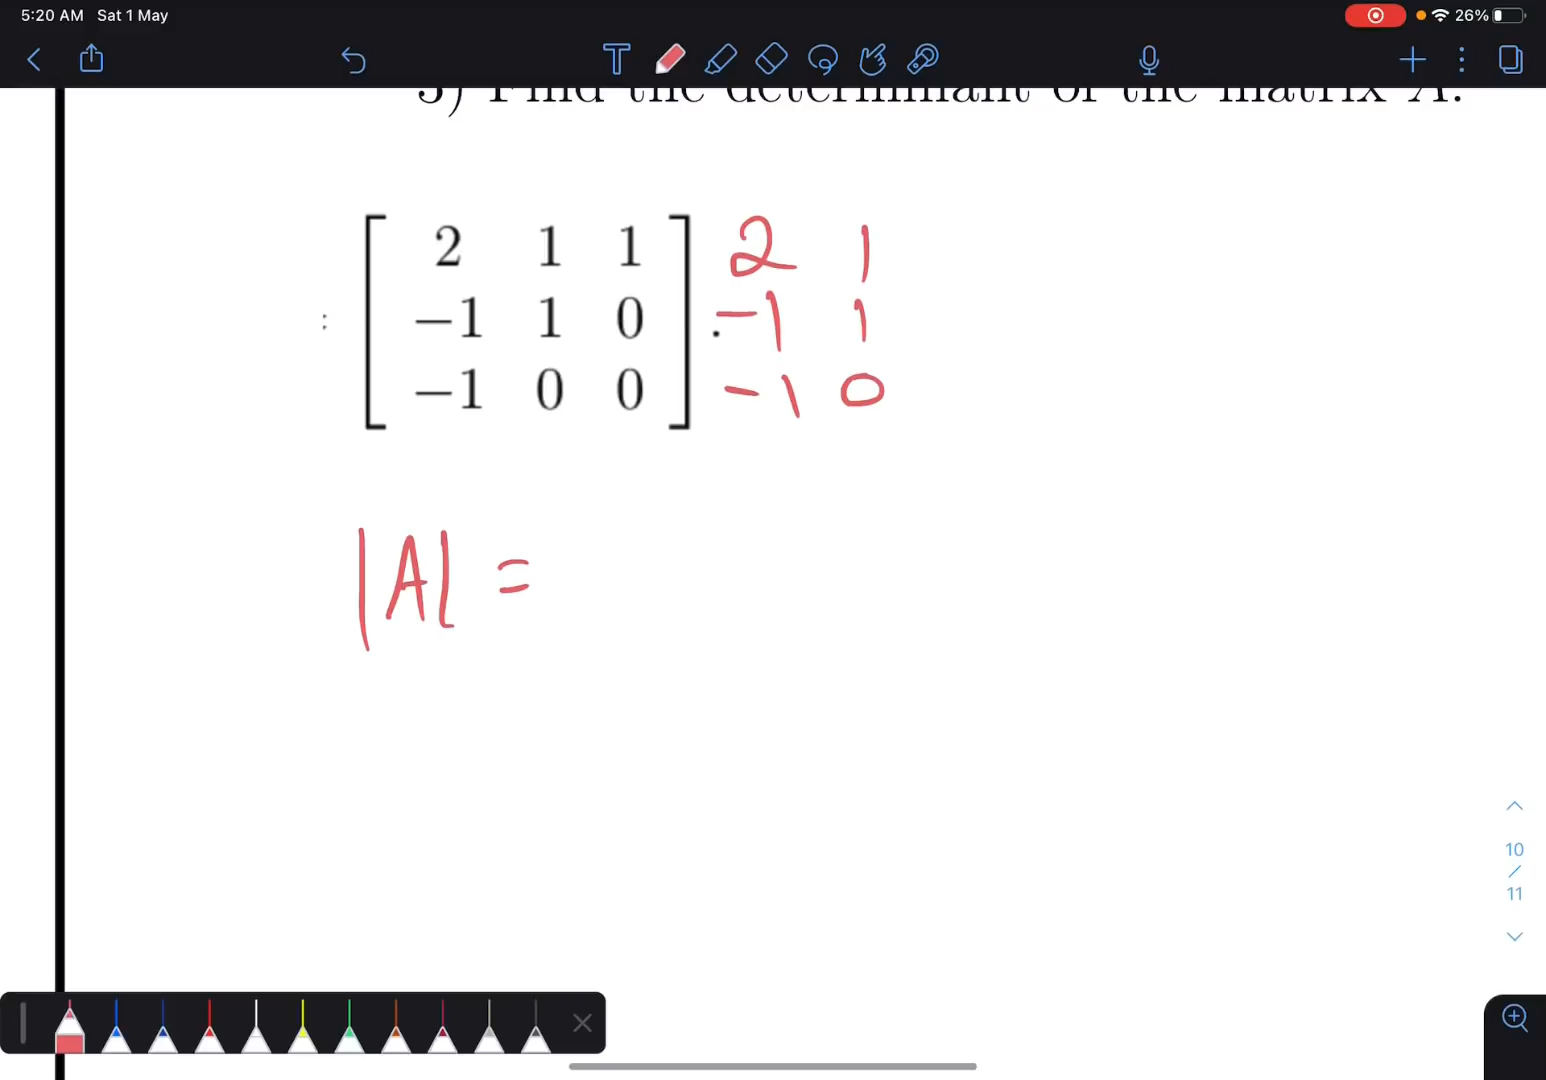 5:20 AM Sat 1 May
26%
3) Find the determinant of the matrix A.
2 1 1 2 1
: −1 1 0 . -1 1
−1 0 0 -1 0
|A| =
10
/
11